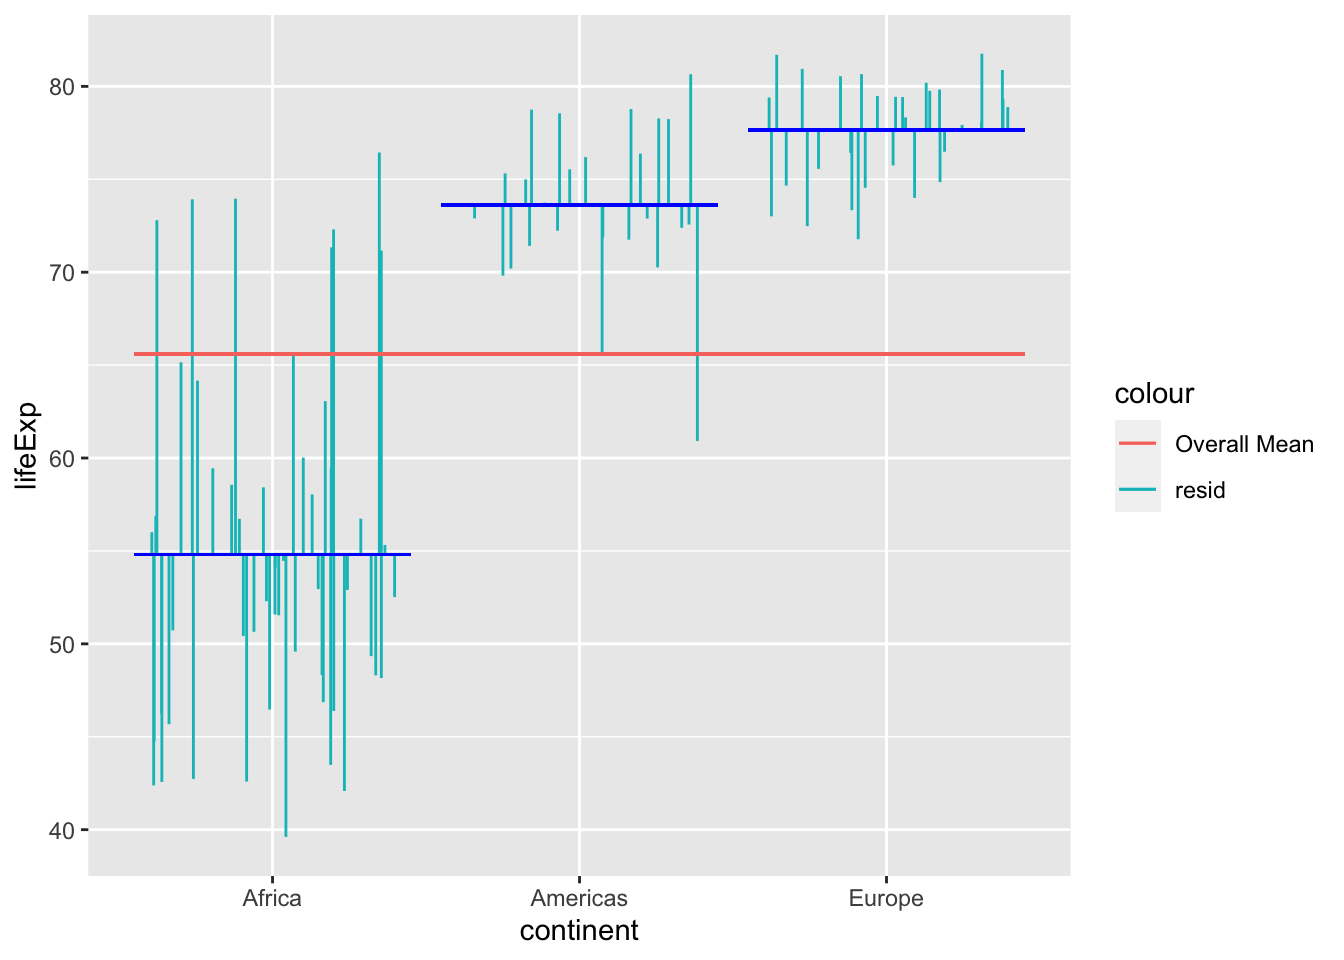 80
70
60
50
40
lifeExp
Africa Americas Europe
continent
colour
Overall Mean
resid